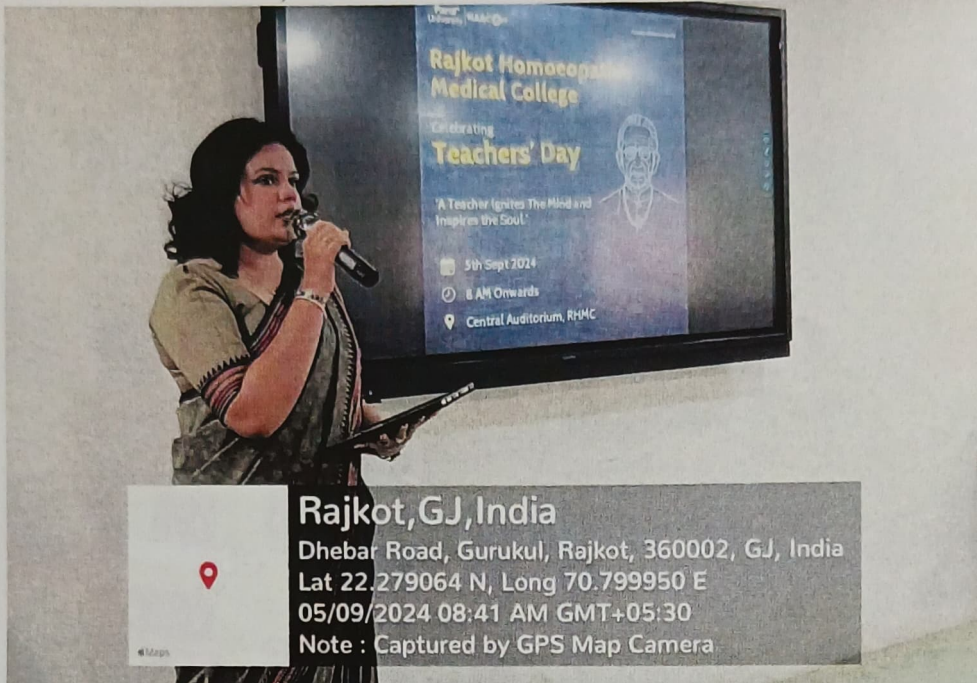 University
Rajkot Homoeopa
Medical College
Celebrating
Teachers' Day
'A Teacher Ignites The Mind and
Inspires the Soul.'
5th Sept 2024
8 AM Onwards
Central Auditorium, RHMC
Rajkot,GJ,India
Dhebar Road, Gurukul, Rajkot, 360002, GJ, India
Lat 22.279064 N, Long 70.799950 E
05/09/2024 08:41 AM GMT+05:30
Note : Captured by GPS Map Camera
Maps